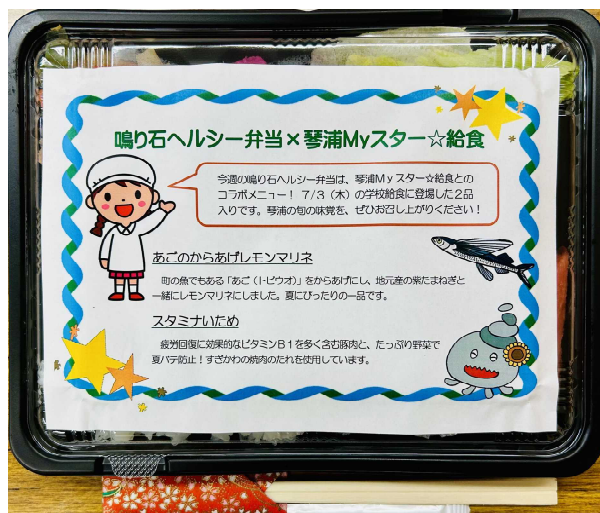 鳴り石ヘルシー弁当×琴浦Myスター☆給食
今週の鳴り石ヘルシー弁当は、琴浦Myスター☆給食との
コラボメニュー！ 7/3（木）の学校給食に登場した2品
入りです。琴浦の旬の味覚を、ぜひお召し上がりください！
あごのからあげレモンマリネ
町の魚でもある「あご（トビウオ）」をからあげにし、地元産の紫たまねぎと
一緒にレモンマリネにしました。夏にぴったりの一品です。
スタミナいため
疲労回復に効果的なビタミンB1を多く含む豚肉と、たっぷり野菜で
夏バテ防止！すぎかわの焼肉のたれを使用しています。